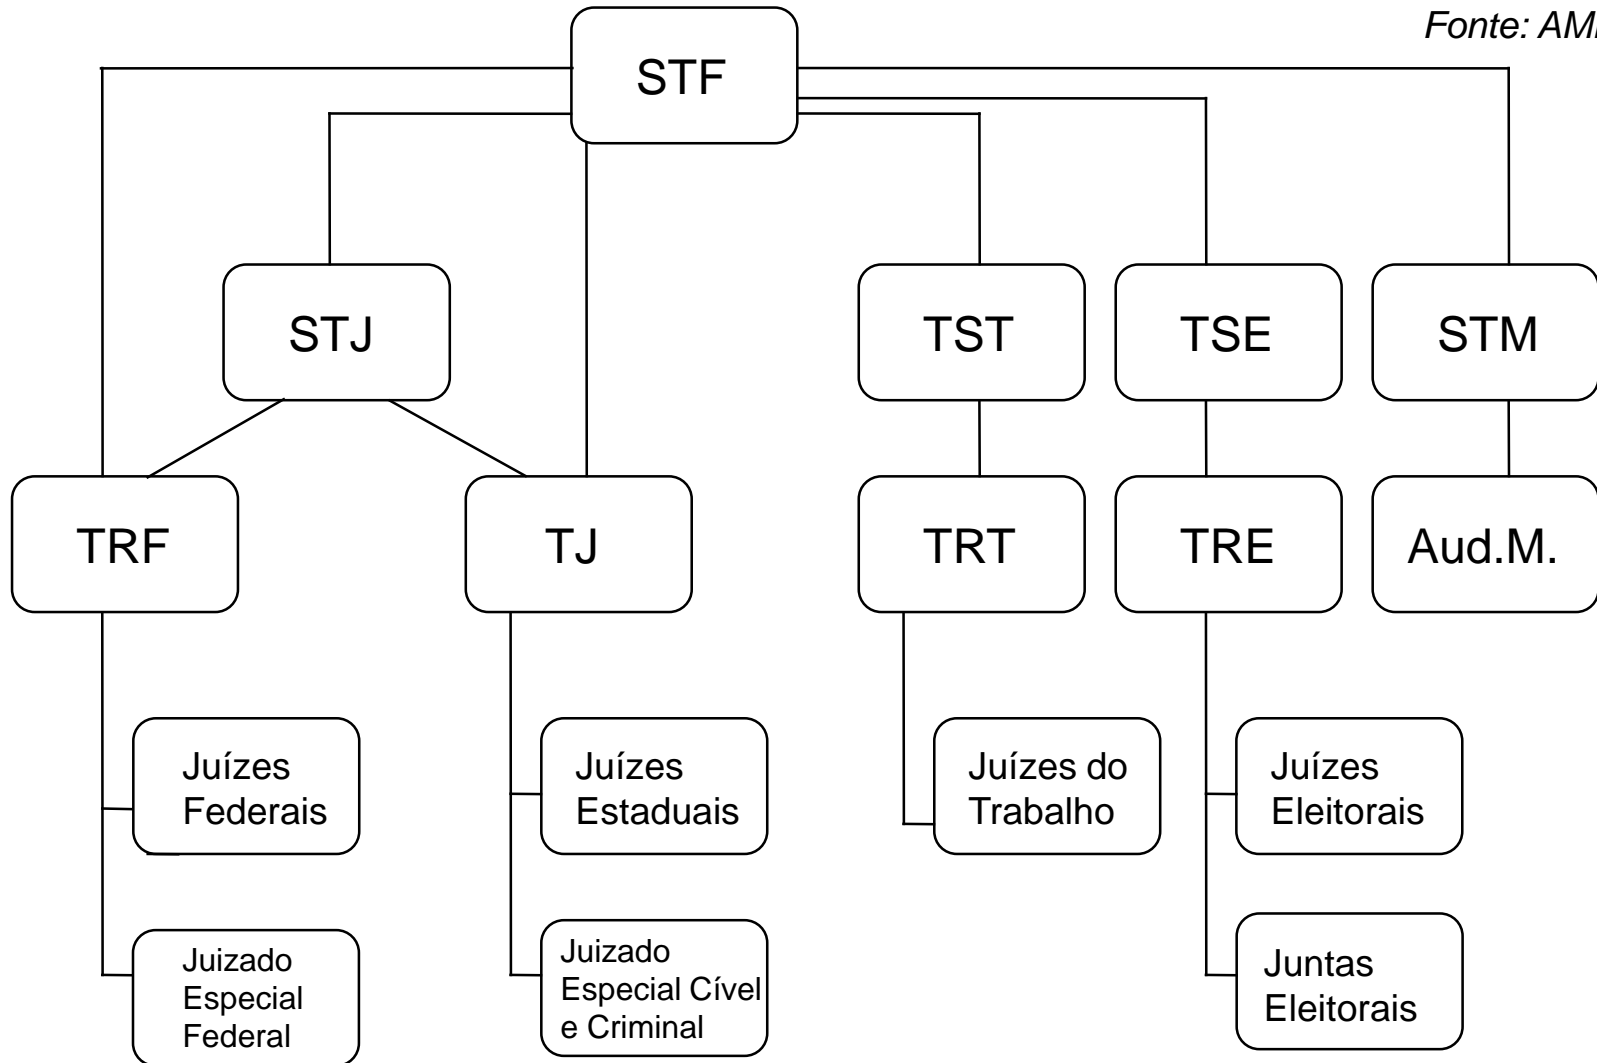 Fonte:
STF
STJ
TST
TSE
STM
TRF
TJ
TRT
TRE
Aud.M.
Juízes
Federais
Juízes
Estaduais
Juízes do
Trabalho
Juízes
Eleitorais
Juizado
Especial
Federal
Juizado
Especial Cível
e Criminal
Juntas
Eleitorais